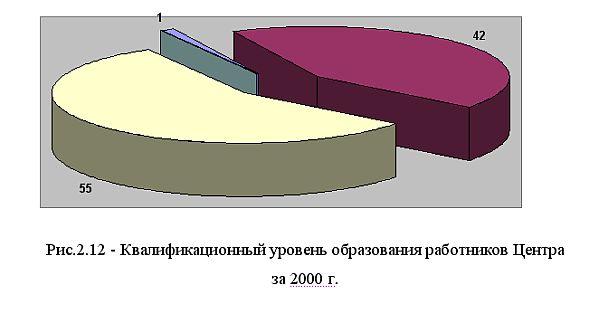 1
42
55
Рис.2.12 - Квалификационный уровень образования работников Центра
за 2000 г.